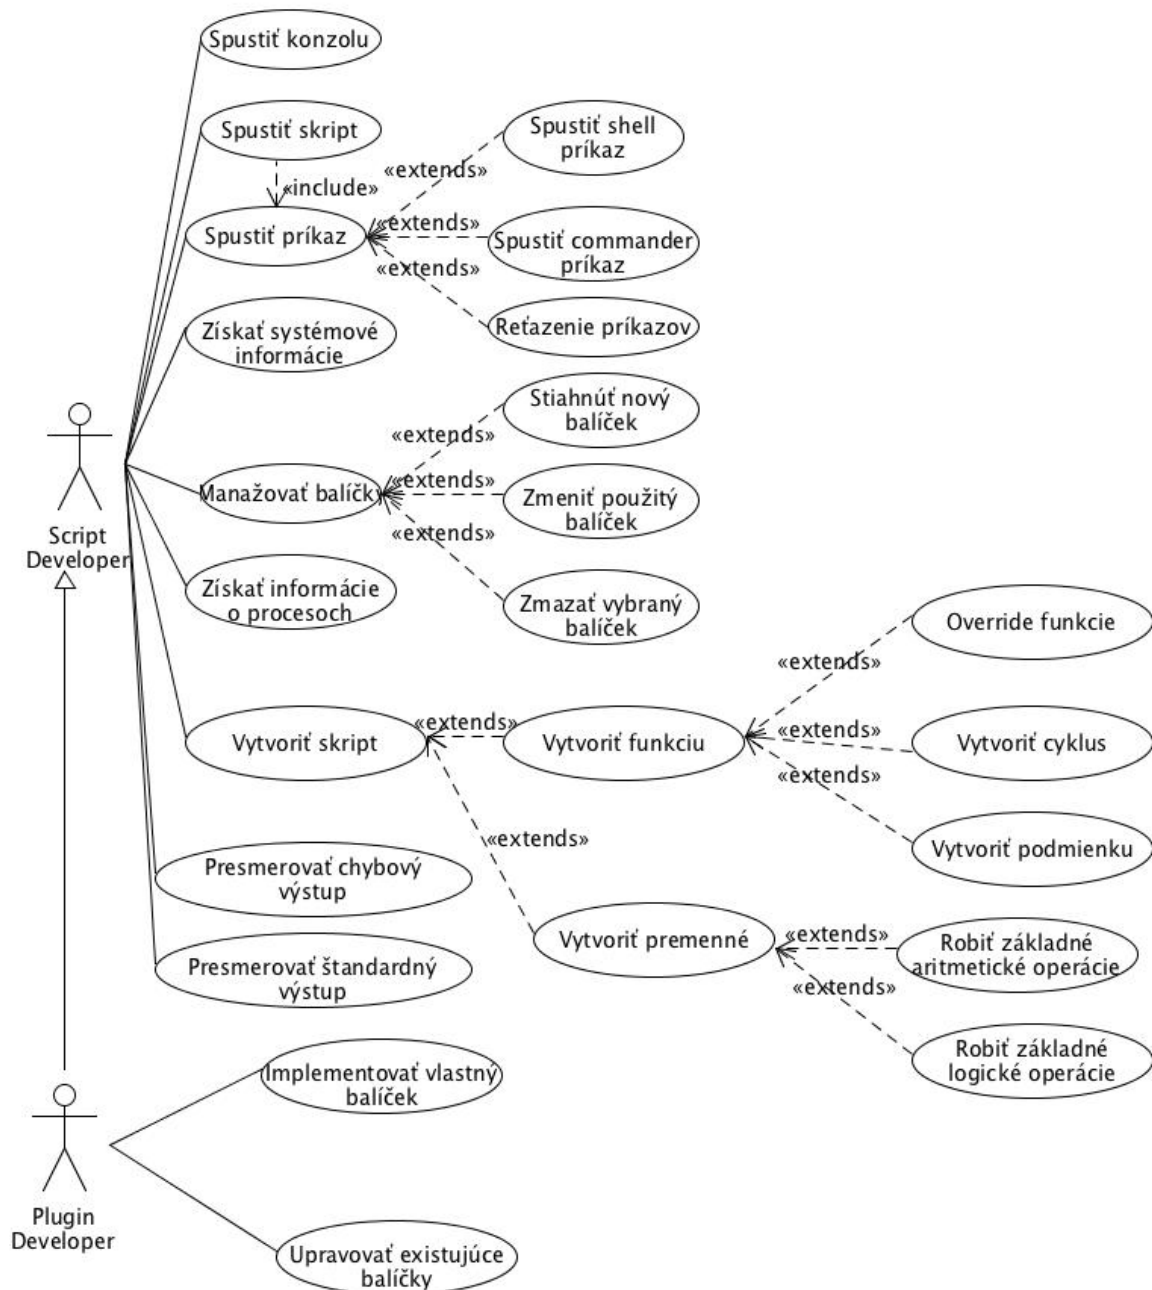 Spustiť konzolu
Spustiť skript
«include»
Spustiť príkaz
«extends»
Spustiť shell
príkaz
«extends»
Spustiť commander
príkaz
«extends»
Reťazenie príkazov
Získať systémové
informácie
Script
Developer
Manažovať balíčky
«extends»
Stiahnúť nový
balíček
«extends»
Zmeniť použitý
balíček
«extends»
Zmazať vybraný
balíček
Získať informácie
o procesoch
Vytvoriť skript
«extends»
Vytvoriť funkciu
«extends»
Override funkcie
«extends»
Vytvoriť cyklus
«extends»
Vytvoriť podmienku
«extends»
Vytvoriť premenné
«extends»
Robiť základné
aritmetické operácie
«extends»
Robiť základné
logické operácie
Presmerovať chybový
výstup
Presmerovať štandardný
výstup
Plugin
Developer
Implementovať vlastný
balíček
Upravovať existujúce
balíčky